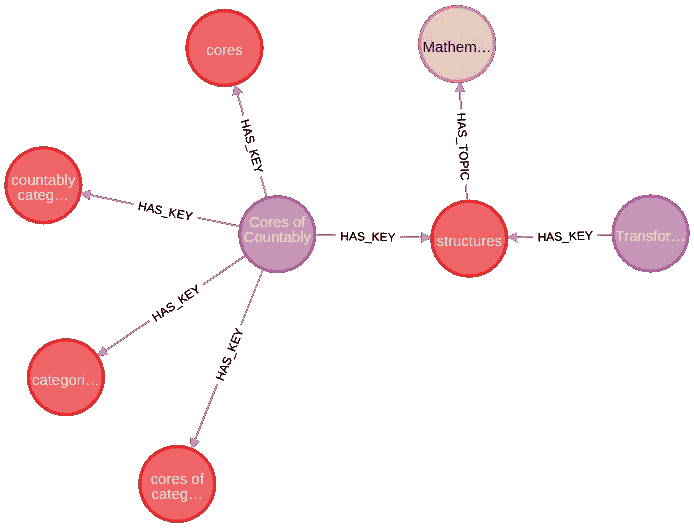 cores
Mathem…
HAS_KEY
HAS_TOPIC
countably
categ…
HAS_KEY
Cores of
Countably
HAS_KEY
structures
HAS_KEY
Transfor…
HAS_KEY
HAS_KEY
categori…
cores of
categ…